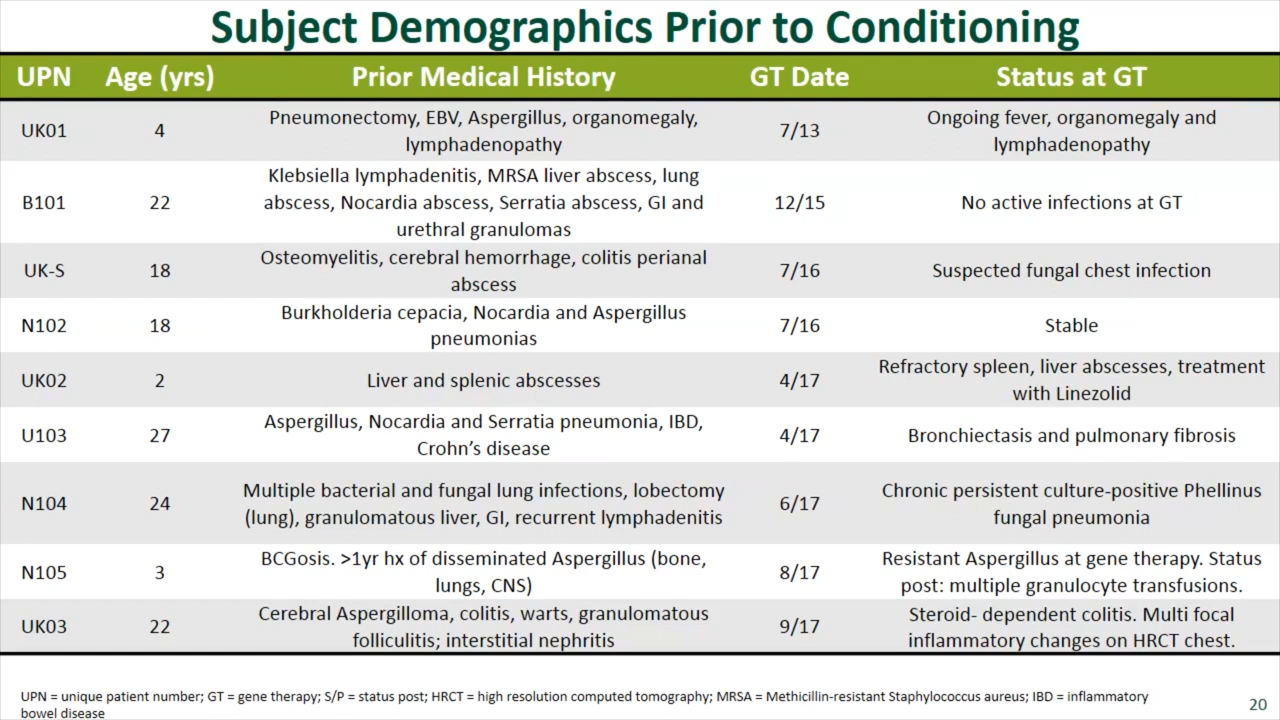 Subject Demographics Prior to Conditioning
UPN Age (yrs) Prior Medical History GT Date Status at GT
UK01 4 Pneumonectomy, EBV, Aspergillus, organomegaly, lymphadenopathy 7/13 Ongoing fever, organomegaly and lymphadenopathy
B101 22 Klebsiella lymphadenitis, MRSA liver abscess, lung abscess, Nocardia abscess, Serratia abscess, GI and urethral granulomas 12/15 No active infections at GT
UK-S 18 Osteomyelitis, cerebral hemorrhage, colitis perianal abscess 7/16 Suspected fungal chest infection
N102 18 Burkholderia cepacia, Nocardia and Aspergillus pneumonias 7/16 Stable
UK02 2 Liver and splenic abscesses 4/17 Refractory spleen, liver abscesses, treatment with Linezolid
U103 27 Aspergillus, Nocardia and Serratia pneumonia, IBD, Crohn’s disease 4/17 Bronchiectasis and pulmonary fibrosis
N104 24 Multiple bacterial and fungal lung infections, lobectomy (lung), granulomatous liver, GI, recurrent lymphadenitis 6/17 Chronic persistent culture-positive Phellinus fungal pneumonia
N105 3 BCGosis. >1yr hx of disseminated Aspergillus (bone, lungs, CNS) 8/17 Resistant Aspergillus at gene therapy. Status post: multiple granulocyte transfusions.
UK03 22 Cerebral Aspergilloma, colitis, warts, granulomatous folliculitis; interstitial nephritis 9/17 Steroid- dependent colitis. Multi focal inflammatory changes on HRCT chest.
UPN = unique patient number; GT = gene therapy; S/P = status post; HRCT = high resolution computed tomography; MRSA = Methicillin-resistant Staphylococcus aureus; IBD = inflammatory
bowel disease
20